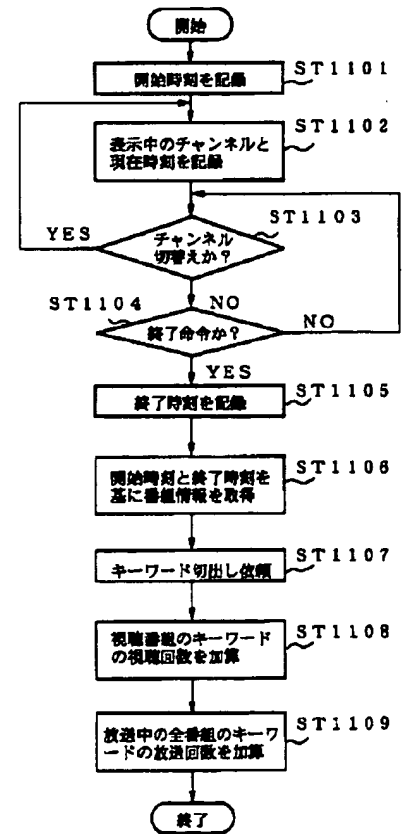 開始
開始時刻を記録
ST1101
表示中のチャンネルと
現在時刻を記録
ST1102
チャンネル
切替えか?
ST1103
YES
NO
終了命令か?
ST1104
NO
YES
終了時刻を記録
ST1105
開始時刻と終了時刻を
基に番組情報を取得
ST1106
キーワード切出し依頼
ST1107
視聴番組のキーワード
の視聴回数を加算
ST1108
放送中の全番組のキーワ
ードの放送回数を加算
ST1109
終了